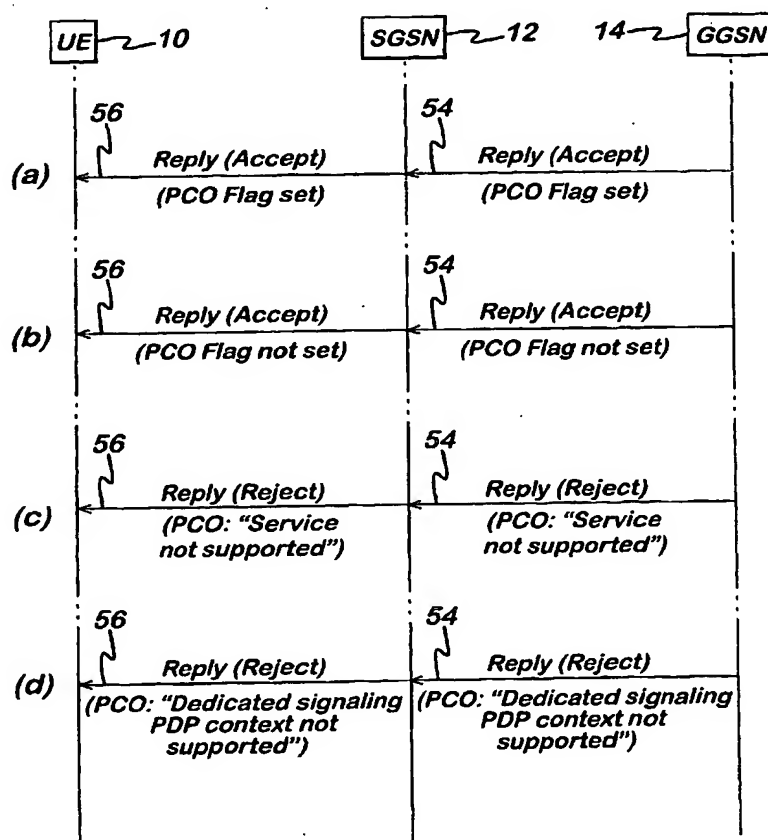 UE 10 SGSN 12 14 GGSN
56 54
Reply (Accept) Reply (Accept)
(a)
(PCO Flag set) (PCO Flag set)
56 54
Reply (Accept) Reply (Accept)
(b)
(PCO Flag not set) (PCO Flag not set)
56 54
Reply (Reject) Reply (Reject)
(c)
(PCO: “Service (PCO: “Service
not supported”) not supported”)
56 54
Reply (Reject) Reply (Reject)
(d)
(PCO: “Dedicated signaling (PCO: “Dedicated signaling
PDP context not PDP context not
supported”) supported”)